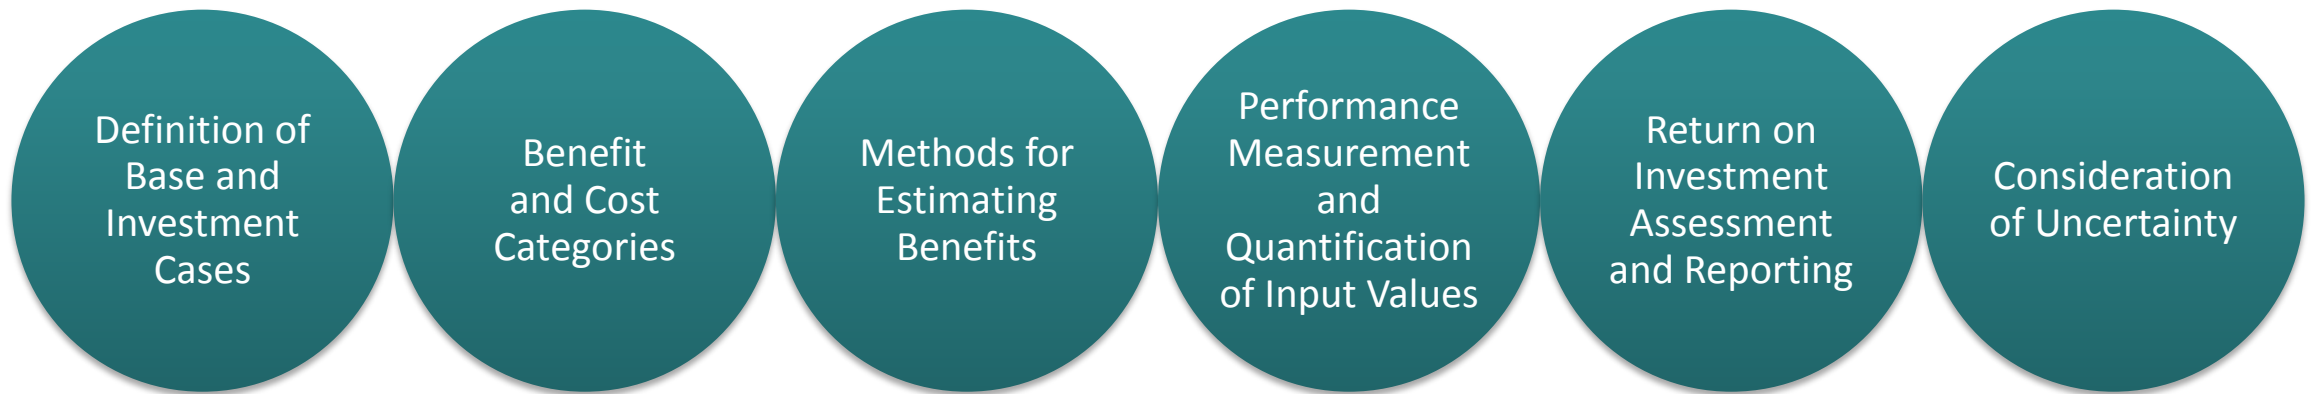 Definition of
Base and
Investment
Cases
Benefit
and Cost
Categories
Methods for
Estimating
Benefits
Performance
Measurement
and
Quantification
of Input Values
Return on
Investment
Assessment
and Reporting
Consideration
of Uncertainty